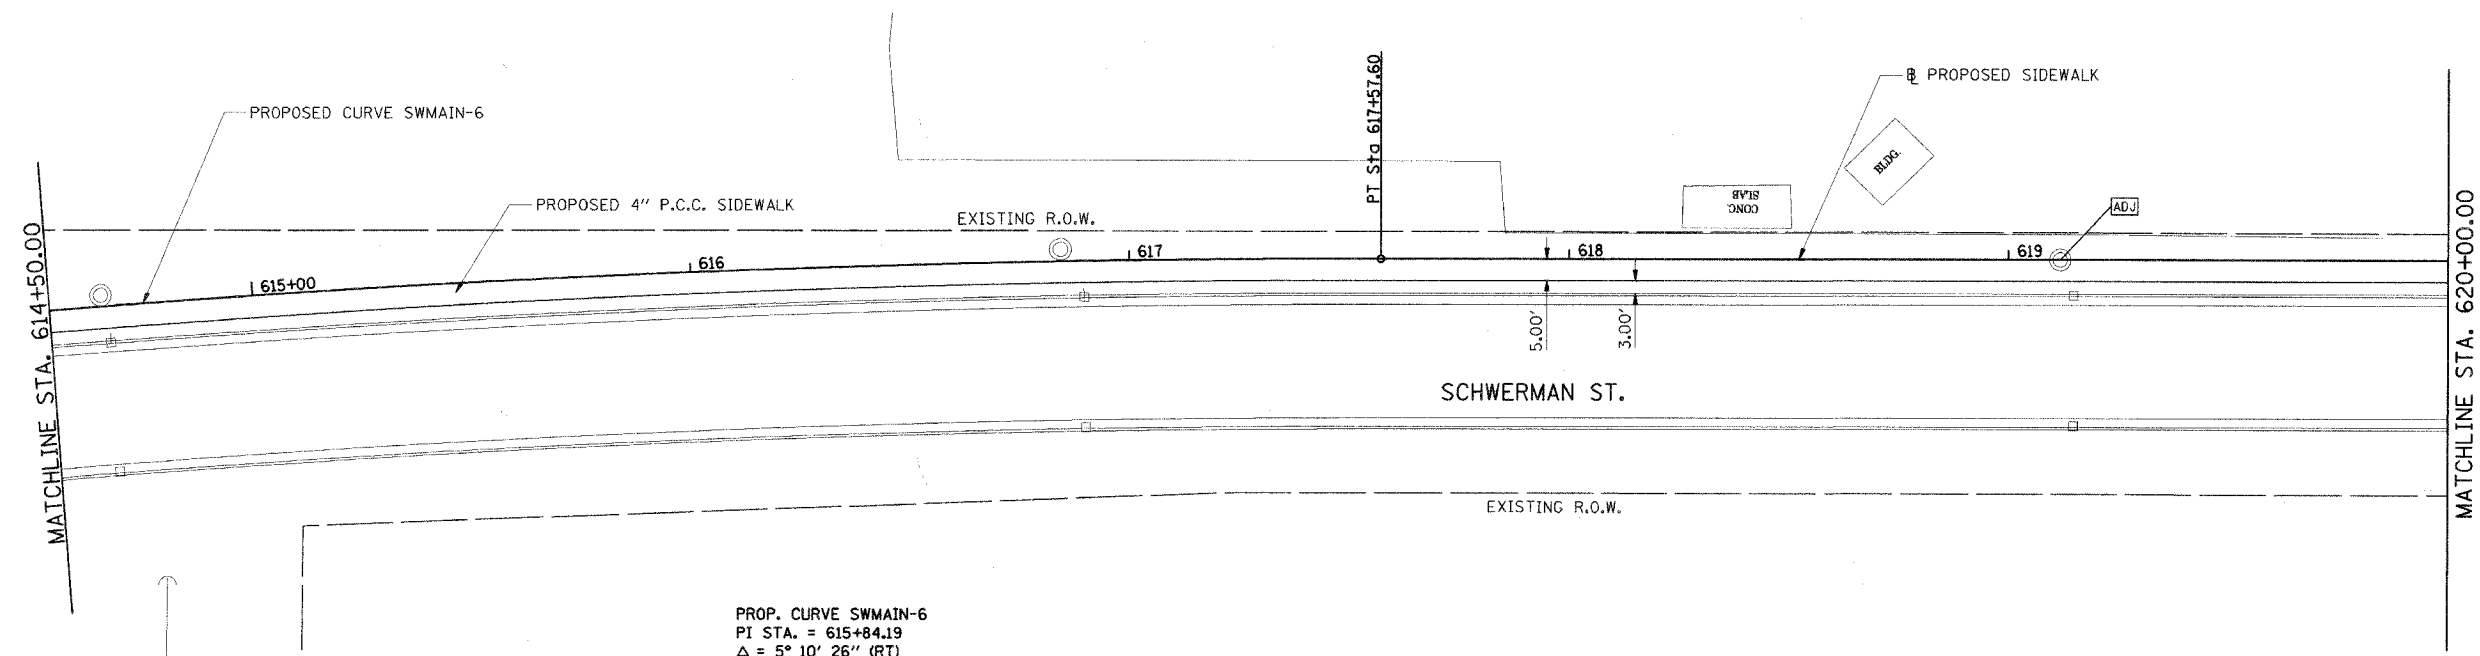 PROPOSED CURVE SWMAIN-6
PROPOSED 4" P.C.C. SIDEWALK
EXISTING R.O.W.
PT Sta 617+57.60
℄ PROPOSED SIDEWALK
BLDG.
CONC.
SLAB
ADJ
MATCHLINE STA. 614+50.00
615+00
616
617
618
619
MATCHLINE STA. 620+00.00
5.00'
3.00'
SCHWERMAN ST.
EXISTING R.O.W.
PROP. CURVE SWMAIN-6
PI STA. = 615+84.19
Δ = 5° 10' 26" (RT)